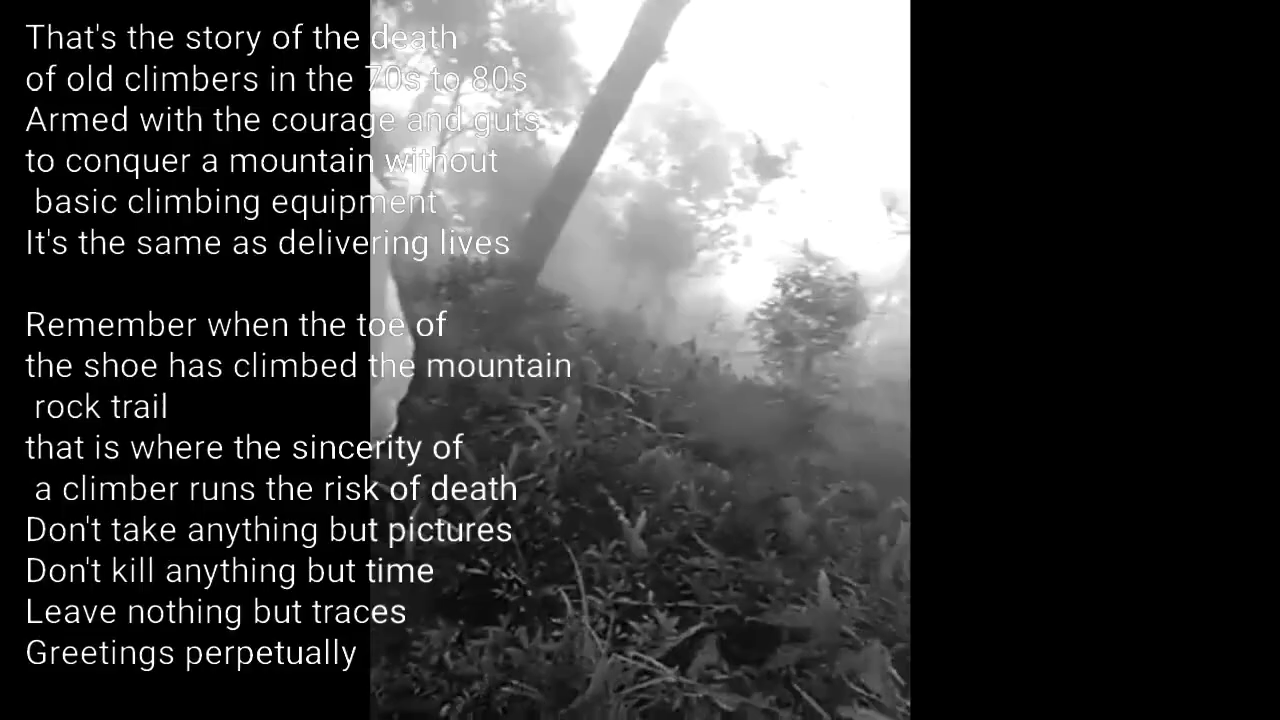 That's the story of the death
of old climbers in the 70s to 80s
Armed with the courage and guts
to conquer a mountain without
basic climbing equipment
It's the same as delivering lives
Remember when the toe of
the shoe has climbed the mountain
rock trail
that is where the sincerity of
a climber runs the risk of death
Don't take anything but pictures
Don't kill anything but time
Leave nothing but traces
Greetings perpetually